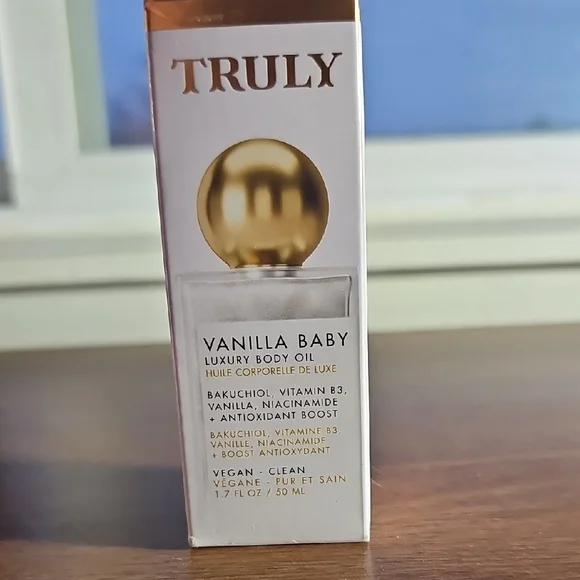 TRULY
VANILLA BABY
LUXURY BODY OIL
HUILE CORPORELLE DE LUXE
BAKUCHIOL, VITAMIN B3,
VANILLA, NIACINAMIDE
+ ANTIOXIDANT BOOST
BAKUCHIOL, VITAMINE B3
VANILLE, NIACINAMIDE
+ BOOST ANTIOXYDANT
VEGAN - CLEAN
VÉGANE - PUR ET SAIN
1.7 FL OZ / 50 ML